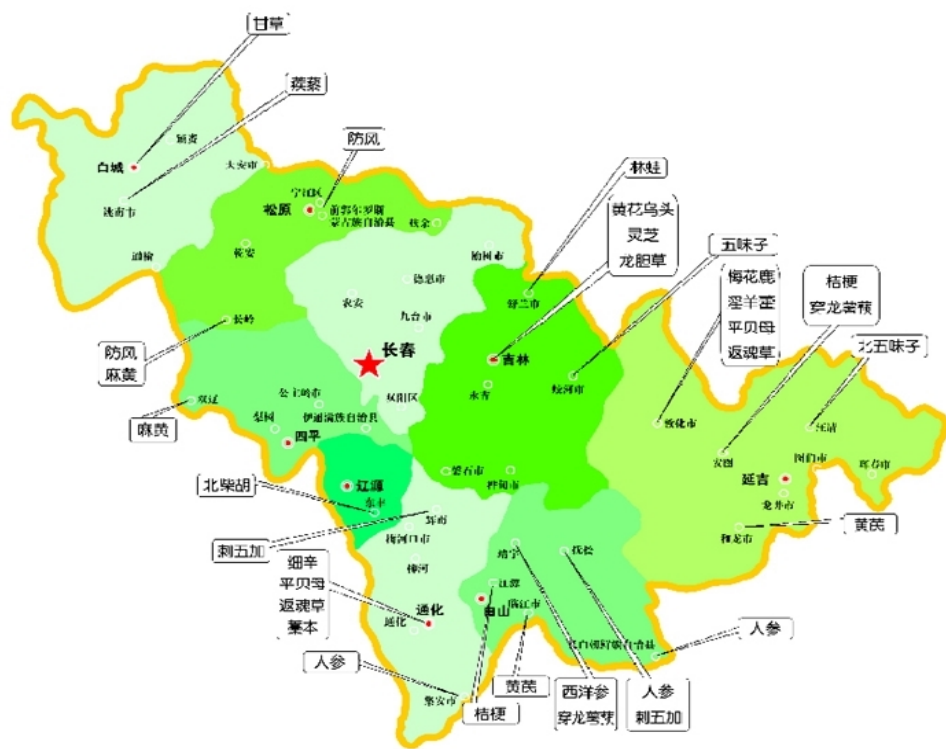 甘草
蒺藜
防风
镇赉
白城
大安市
洮南市
林蛙
宁江区
松原
前郭尔罗斯
蒙古族自治县
扶余
黄花乌头
灵芝
龙胆草
五味子
梅花鹿
淫羊藿
平贝母
返魂草
桔梗
穿龙薯蓣
通榆
乾安
榆树市
德惠市
农安
舒兰市
九台市
长岭
防风
麻黄
北五味子
长春
吉林
蛟河市
永吉
双辽
公主岭市
双阳区
麻黄
梨树
伊通满族自治县
四平
敦化市
汪清
安图
图们市
珲春市
延吉
龙井市
磐石市
桦甸市
辽源
北柴胡
东丰
辉南
梅河口市
刺五加
和龙市
黄芪
细辛
平贝母
返魂草
藁本
柳河
靖宇
抚松
江源
通化
白山
临江市
通化
长白朝鲜族自治县
人参
人参
集安市
桔梗
黄芪
西洋参
穿龙薯蓣
人参
刺五加